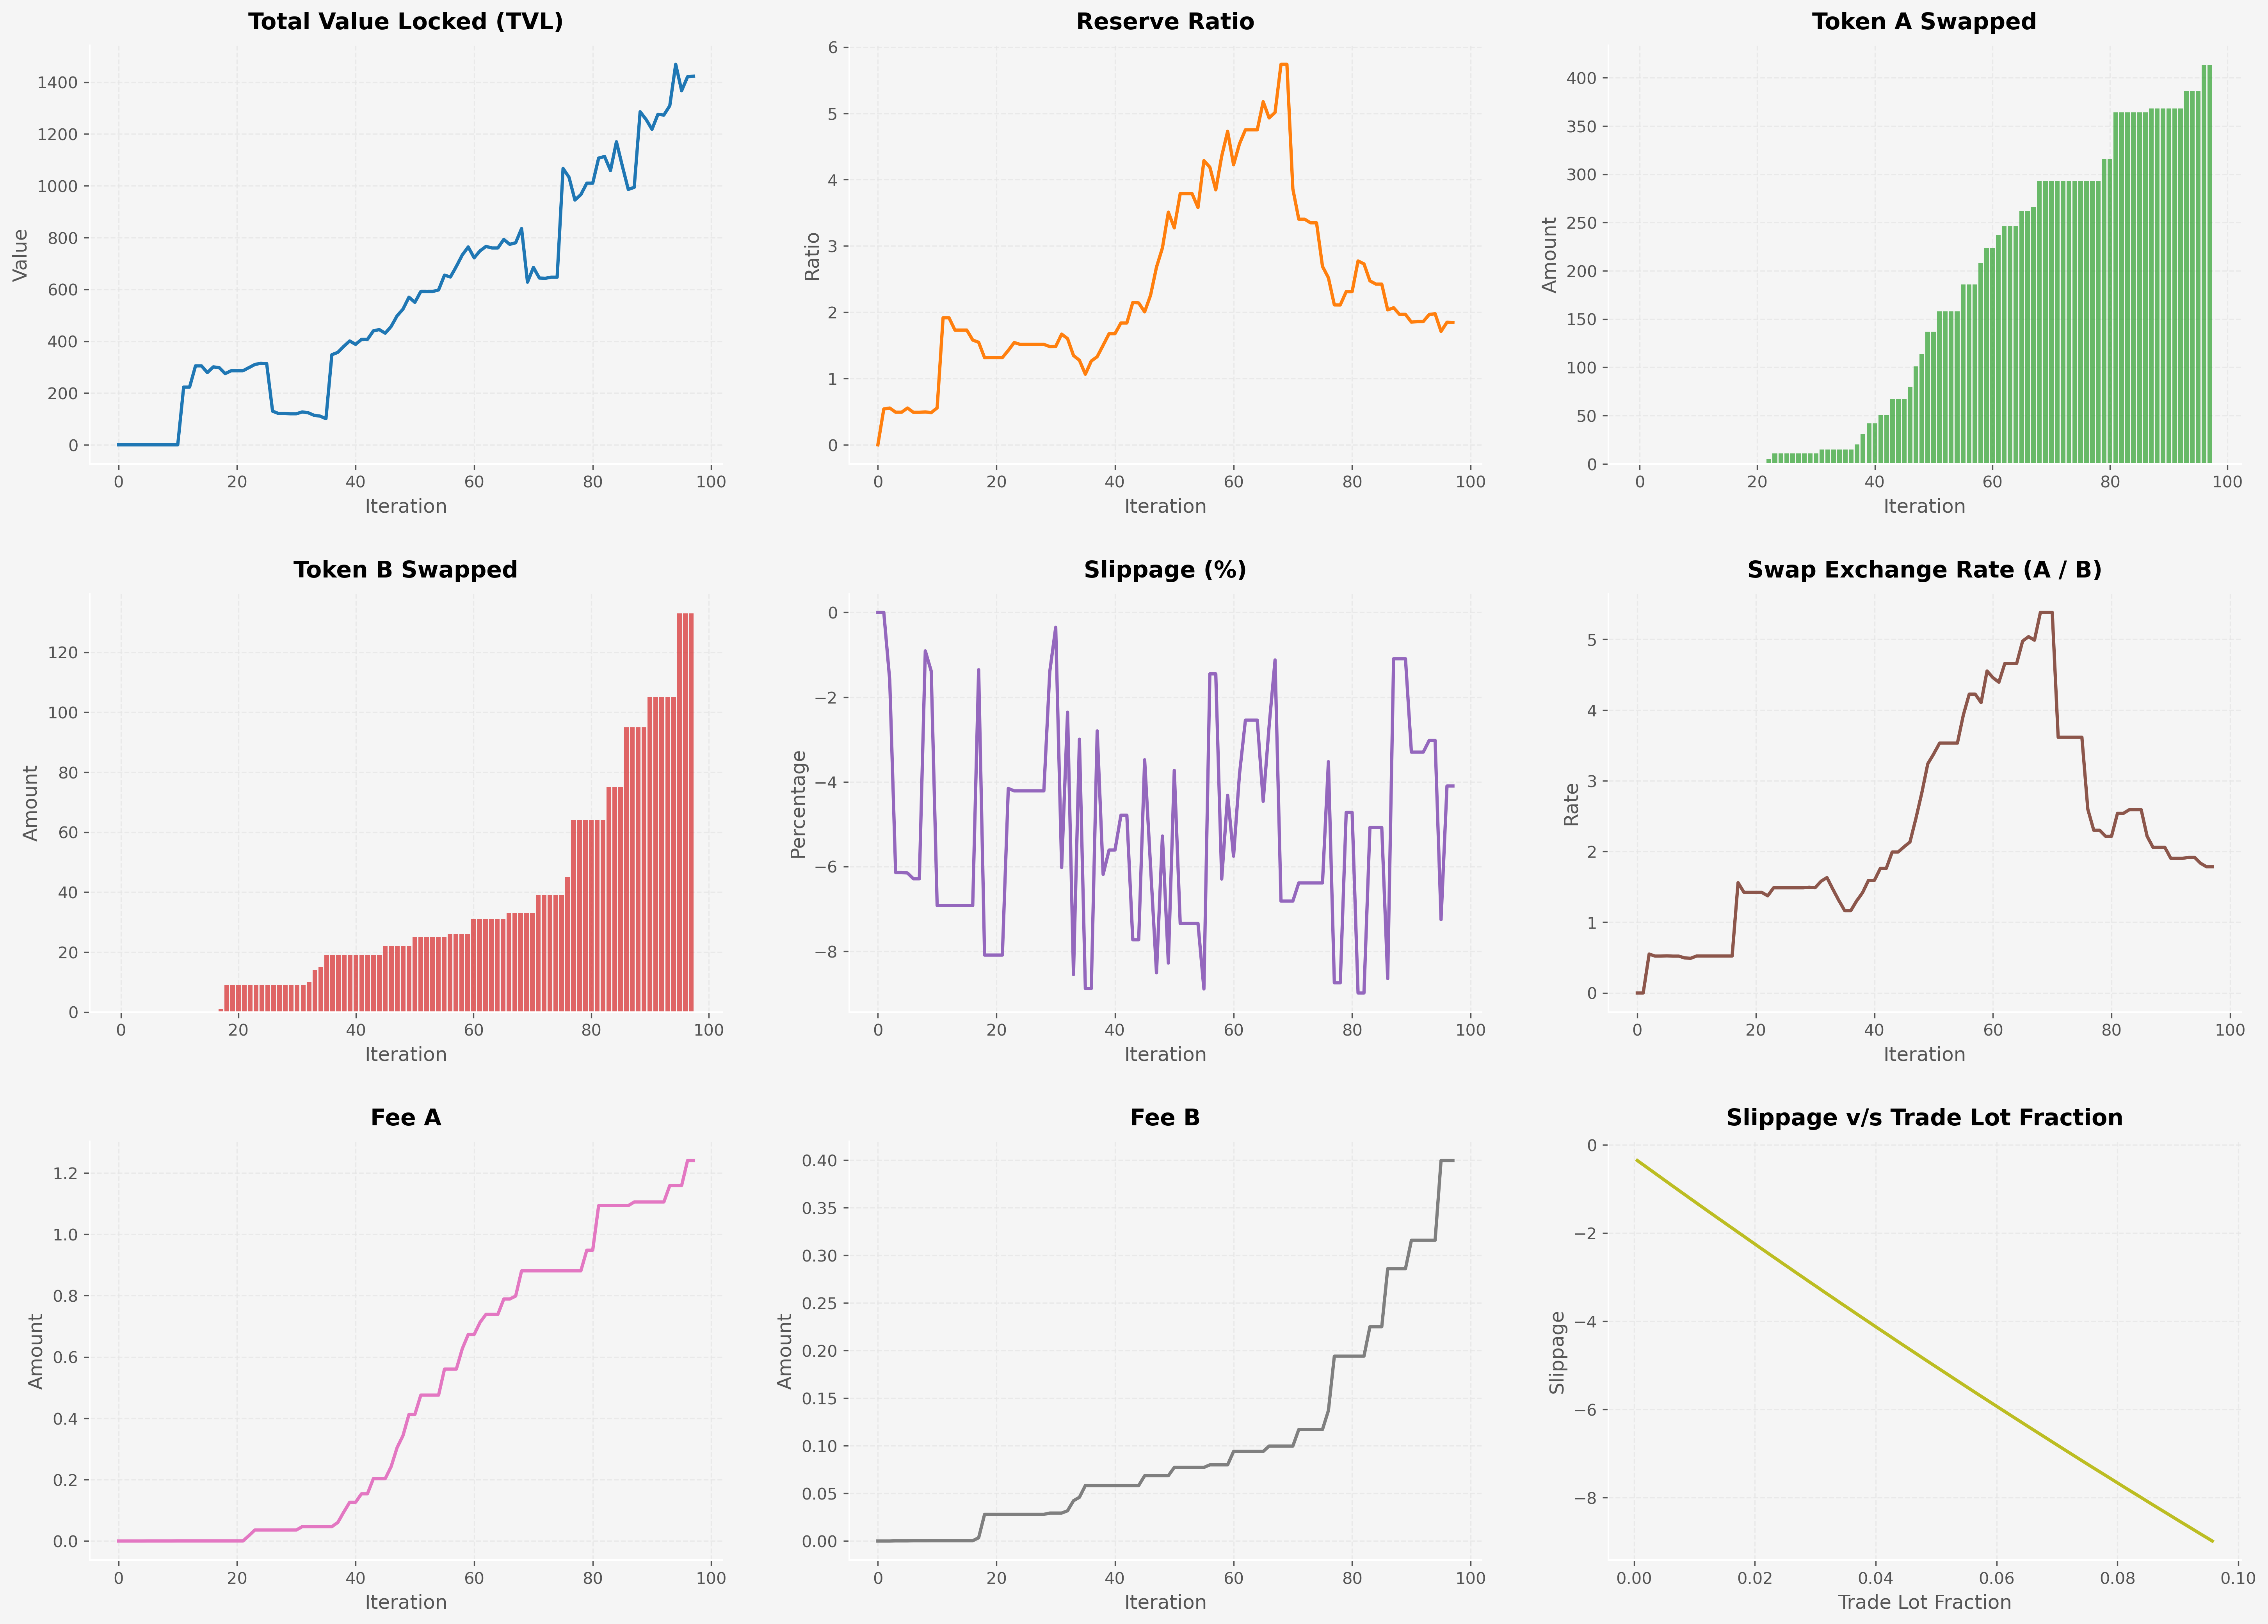 Total Value Locked (TVL)
Value
1400
1200
1000
800
600
400
200
0
0 20 40 60 80 100
Iteration
Reserve Ratio
Ratio
6
5
4
3
2
1
0
0 20 40 60 80 100
Iteration
Token A Swapped
Amount
400
350
300
250
200
150
100
50
0
0 20 40 60 80 100
Iteration
Token B Swapped
Amount
120
100
80
60
40
20
0
0 20 40 60 80 100
Iteration
Slippage (%)
Percentage
0
−2
−4
−6
−8
0 20 40 60 80 100
Iteration
Swap Exchange Rate (A / B)
Rate
5
4
3
2
1
0
0 20 40 60 80 100
Iteration
Fee A
Amount
1.2
1.0
0.8
0.6
0.4
0.2
0.0
0 20 40 60 80 100
Iteration
Fee B
Amount
0.40
0.35
0.30
0.25
0.20
0.15
0.10
0.05
0.00
0 20 40 60 80 100
Iteration
Slippage v/s Trade Lot Fraction
Slippage
0
−2
−4
−6
−8
0.00 0.02 0.04 0.06 0.08 0.10
Trade Lot Fraction